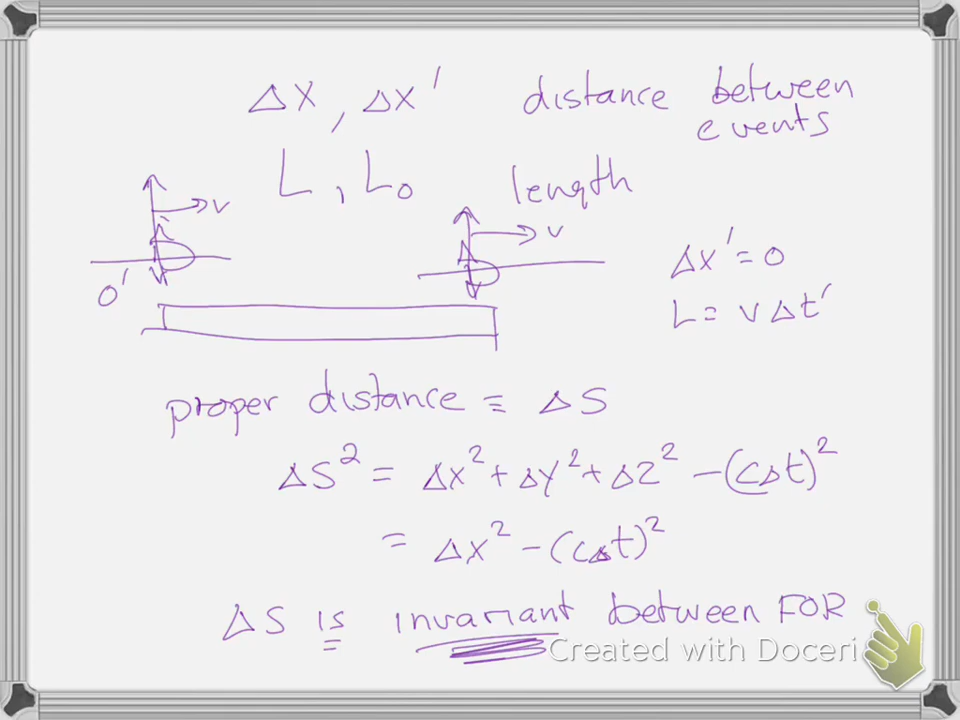 Δx, Δx' distance between events
L, L₀ length
v
v
O'
Δx' = 0
L = v Δt'
proper distance ≡ ΔS
ΔS² = Δx² + Δy² + Δz² - (cΔt)²
= Δx² - (cΔt)²
ΔS is invariant between FOR
Created with Doceri